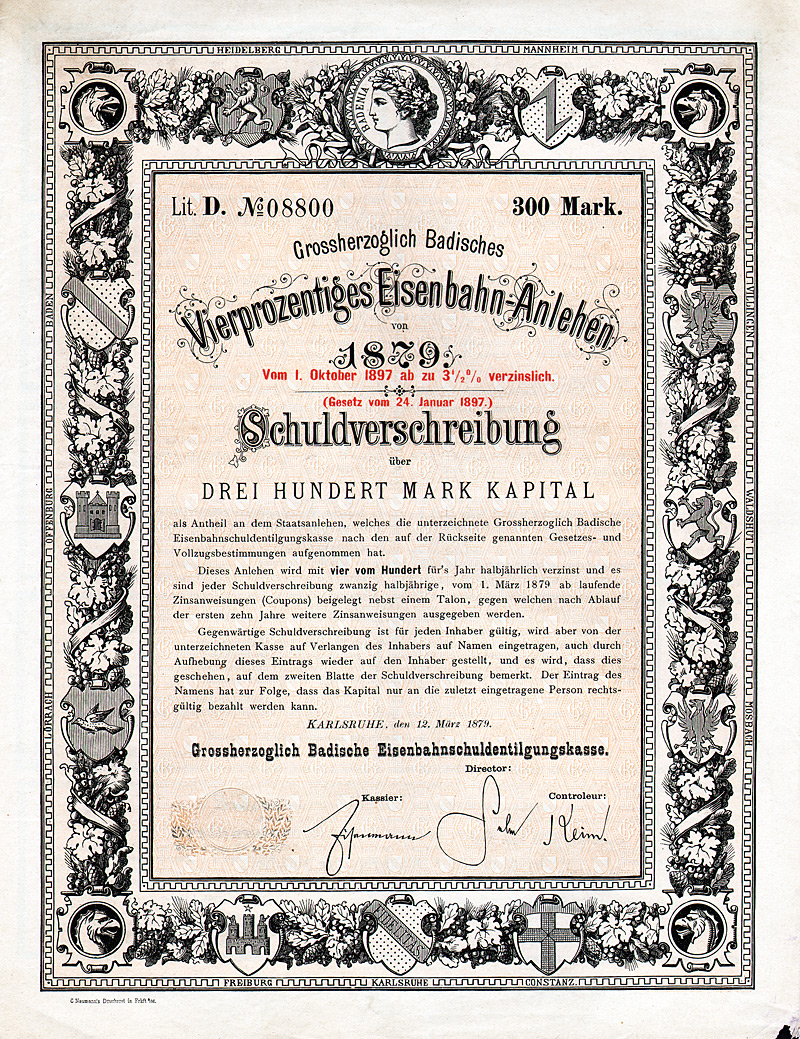 HEIDELBERG
MANNHEIM
BADENIA
Lit. D. № 08800
300 Mark.
Grossherzoglich Badisches
Vierprozentiges Eisenbahn-Anlehen
von
1879.
Vom 1. Oktober 1897 ab zu 3½% verzinslich.
(Gesetz vom 24. Januar 1897.)
Schuldverschreibung
über
DREI HUNDERT MARK KAPITAL
als Antheil an dem Staatsanlehen, welches die unterzeichnete Grossherzoglich Badische
Eisenbahnschuldentilgungskasse nach den auf der Rückseite genannten Gesetzes- und
Vollzugsbestimmungen aufgenommen hat.
Dieses Anlehen wird mit vier vom Hundert für's Jahr halbjährlich verzinst und es
sind jeder Schuldverschreibung zwanzig halbjährige, vom 1. März 1879 ab laufende
Zinsanweisungen (Coupons) beigelegt nebst einem Talon, gegen welchen nach Ablauf
der ersten zehn Jahre weitere Zinsanweisungen ausgegeben werden.
Gegenwärtige Schuldverschreibung ist für jeden Inhaber gültig, wird aber von der
unterzeichneten Kasse auf Verlangen des Inhabers auf Namen eingetragen, auch durch
Aufhebung dieses Eintrags wieder auf den Inhaber gestellt, und es wird, dass dies
geschehen, auf dem zweiten Blatte der Schuldverschreibung bemerkt. Der Eintrag des
Namens hat zur Folge, dass das Kapital nur an die zuletzt eingetragene Person rechts-
gültig bezahlt werden kann.
KARLSRUHE, den 12. März 1879.
Grossherzoglich Badische Eisenbahnschuldentilgungskasse.
Director:
Kassier:
Controleur:
Eisenmann
Keim.
BADEN
OFFENBURG
LÖRRACH
VILLINGEN
WALDSHUT
MOSBACH
FREIBURG
KARLSRUHE
CONSTANZ.
C. Naumann's Druckerei in Frkft a/m.